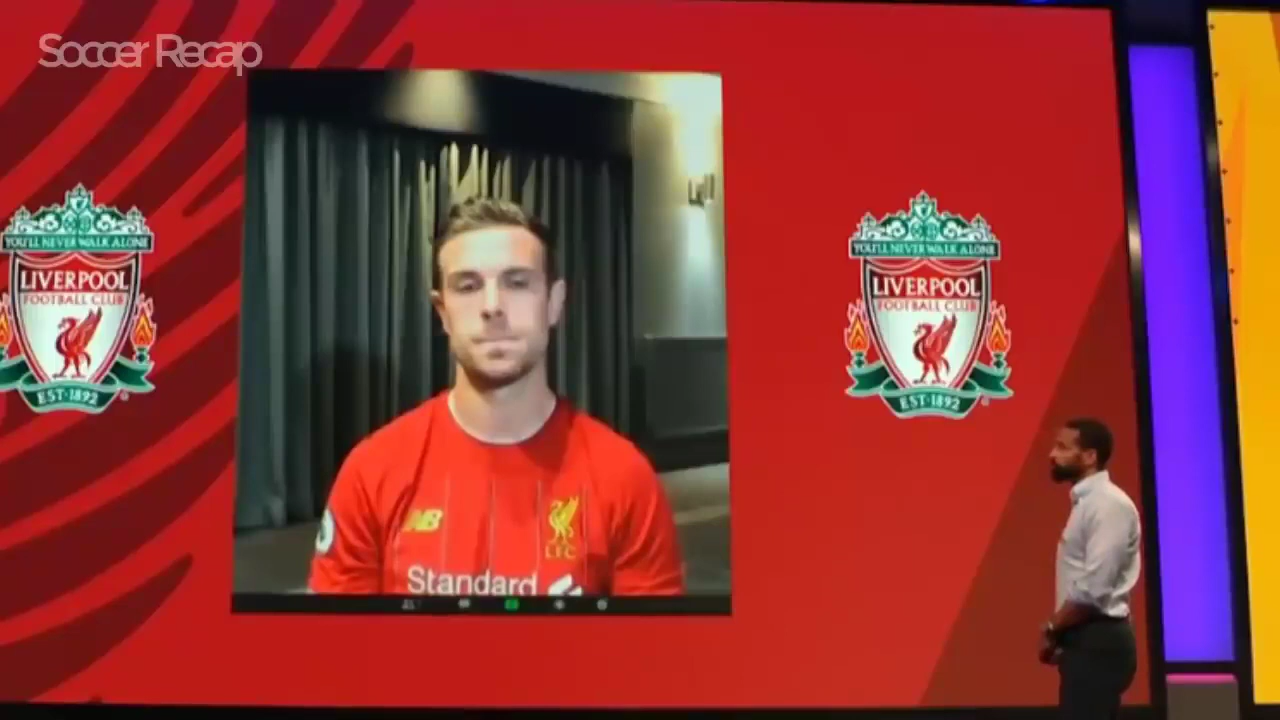 Soccer Recap
YOU'LL NEVER WALK ALONE
LIVERPOOL
FOOTBALL CLUB
EST·1892
NB
LFC
Standard
YOU'LL NEVER WALK ALONE
LIVERPOOL
FOOTBALL CLUB
EST·1892